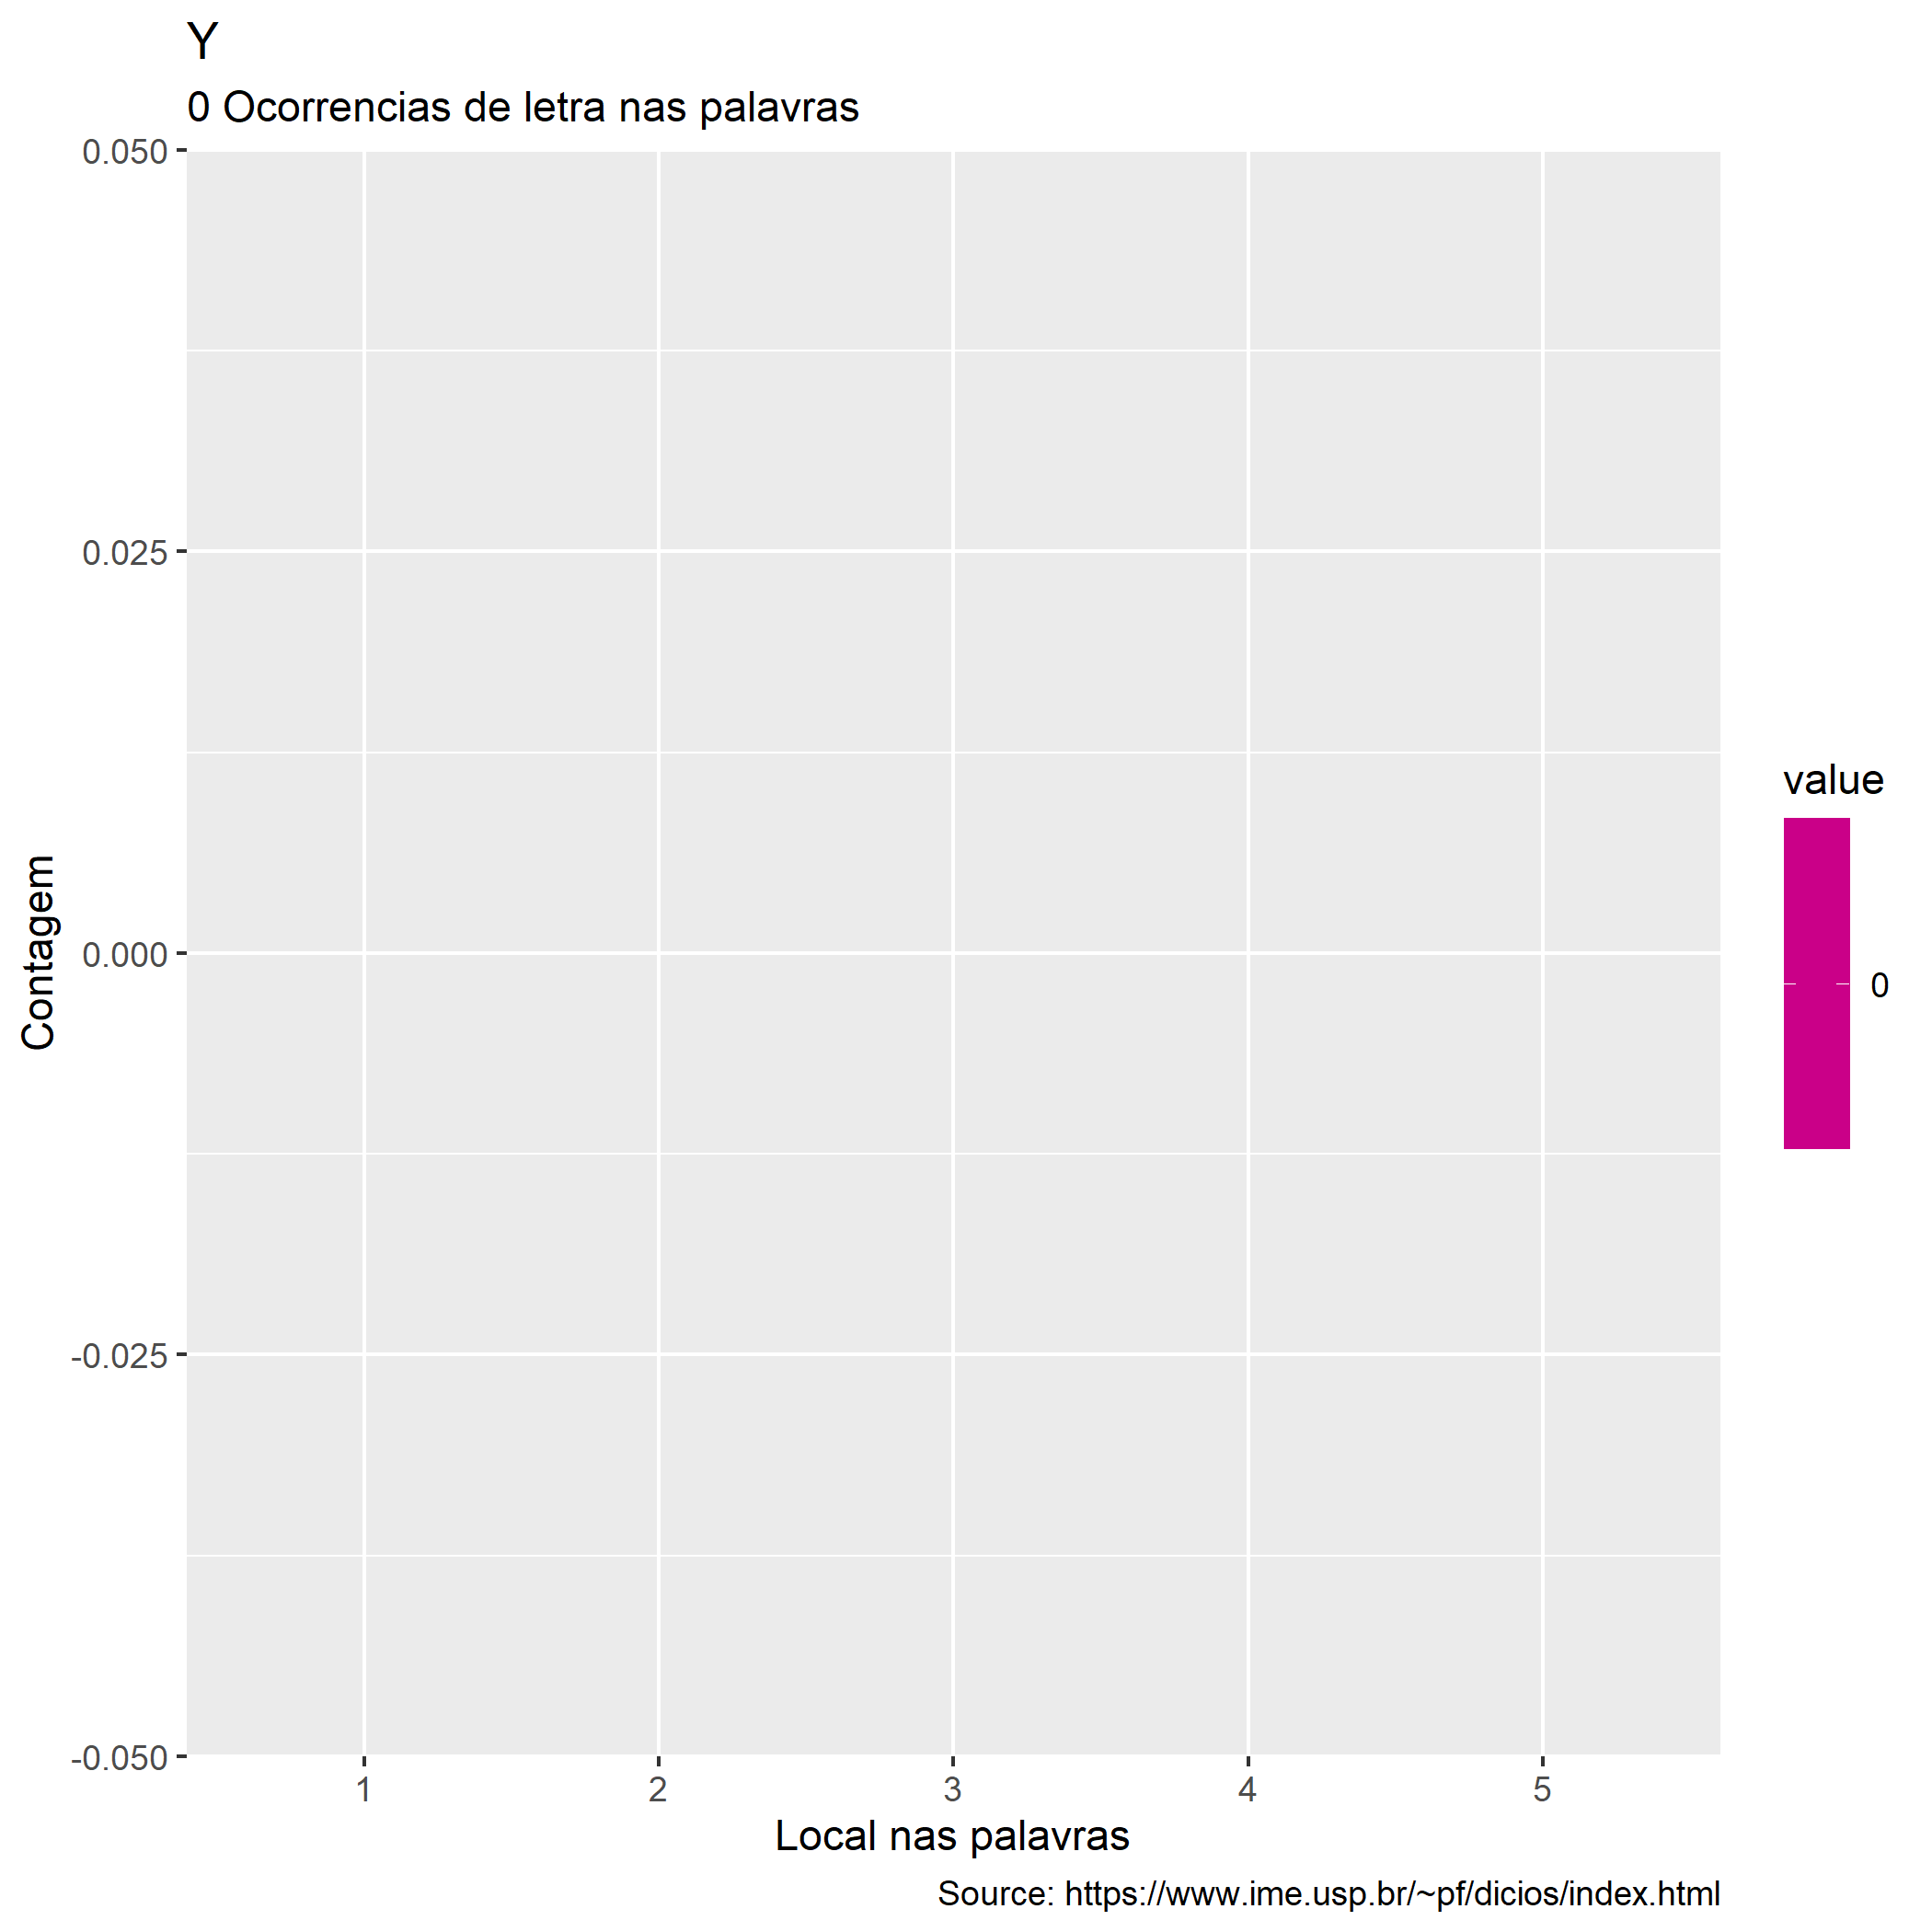 Y
0 Ocorrencias de letra nas palavras
0.050
0.025
0.000
-0.025
-0.050
Contagem
1 2 3 4 5
Local nas palavras
value
0
Source: https://www.ime.usp.br/~pf/dicios/index.html